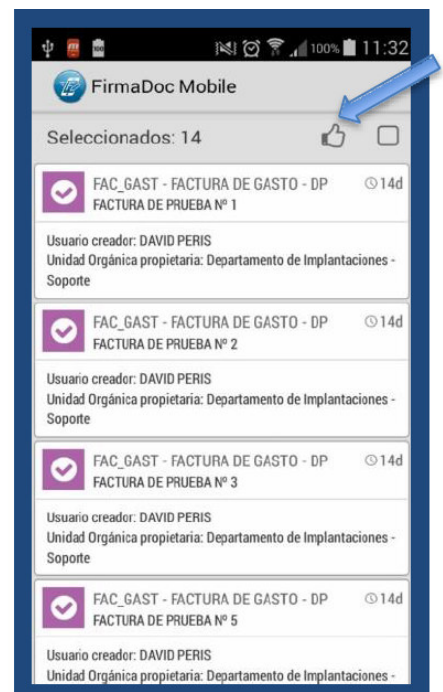 100% 11:32
FirmaDoc Mobile
Seleccionados: 14
FAC_GAST - FACTURA DE GASTO - DP 14d
FACTURA DE PRUEBA Nº 1
Usuario creador: DAVID PERIS
Unidad Orgánica propietaria: Departamento de Implantaciones -
Soporte
FAC_GAST - FACTURA DE GASTO - DP 14d
FACTURA DE PRUEBA Nº 2
Usuario creador: DAVID PERIS
Unidad Orgánica propietaria: Departamento de Implantaciones -
Soporte
FAC_GAST - FACTURA DE GASTO - DP 14d
FACTURA DE PRUEBA Nº 3
Usuario creador: DAVID PERIS
Unidad Orgánica propietaria: Departamento de Implantaciones -
Soporte
FAC_GAST - FACTURA DE GASTO - DP 14d
FACTURA DE PRUEBA Nº 5
Usuario creador: DAVID PERIS
Unidad Orgánica propietaria: Departamento de Implantaciones -